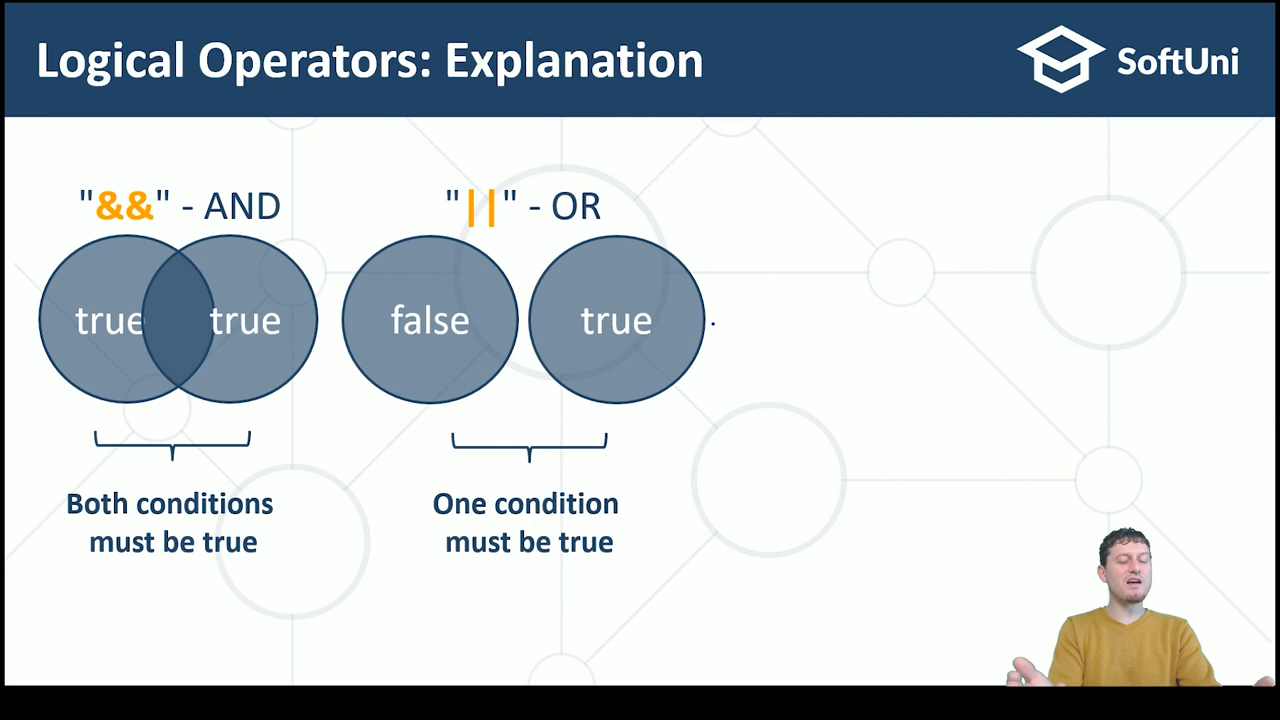 Logical Operators: Explanation
SoftUni
"&&" - AND
"||" - OR
true
true
false
true
Both conditions
must be true
One condition
must be true